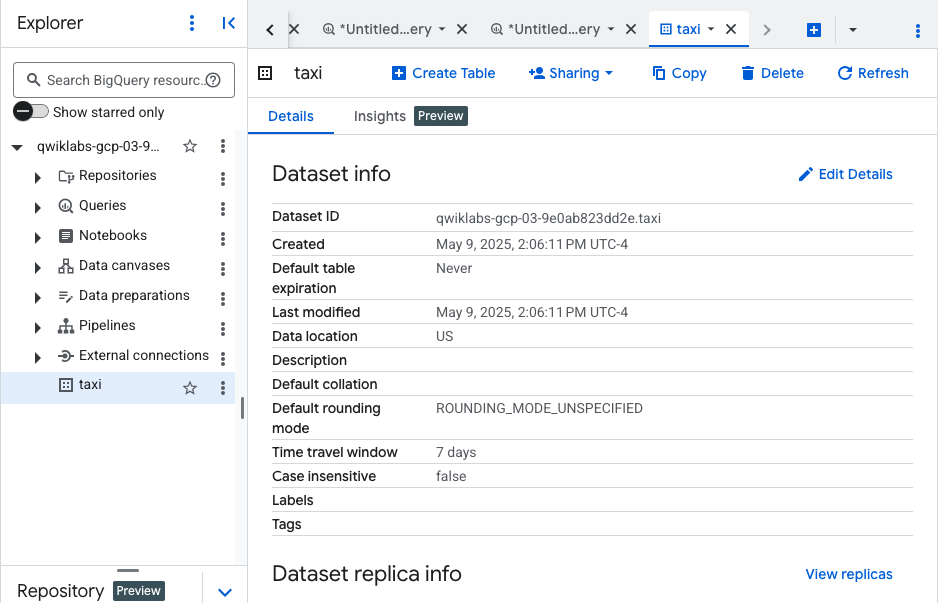 Explorer
*Untitled...ery
*Untitled...ery
taxi
Search BigQuery resourc...
Show starred only
qwiklabs-gcp-03-9...
Repositories
Queries
Notebooks
Data canvases
Data preparations
Pipelines
External connections
taxi
Repository Preview
taxi
Create Table
Sharing
Copy
Delete
Refresh
Details
Insights Preview
Dataset info
Edit Details
Dataset ID qwiklabs-gcp-03-9e0ab823dd2e.taxi
Created May 9, 2025, 2:06:11 PM UTC-4
Default table Never
expiration
Last modified May 9, 2025, 2:06:11 PM UTC-4
Data location US
Description
Default collation
Default rounding ROUNDING_MODE_UNSPECIFIED
mode
Time travel window 7 days
Case insensitive false
Labels
Tags
Dataset replica info
View replicas